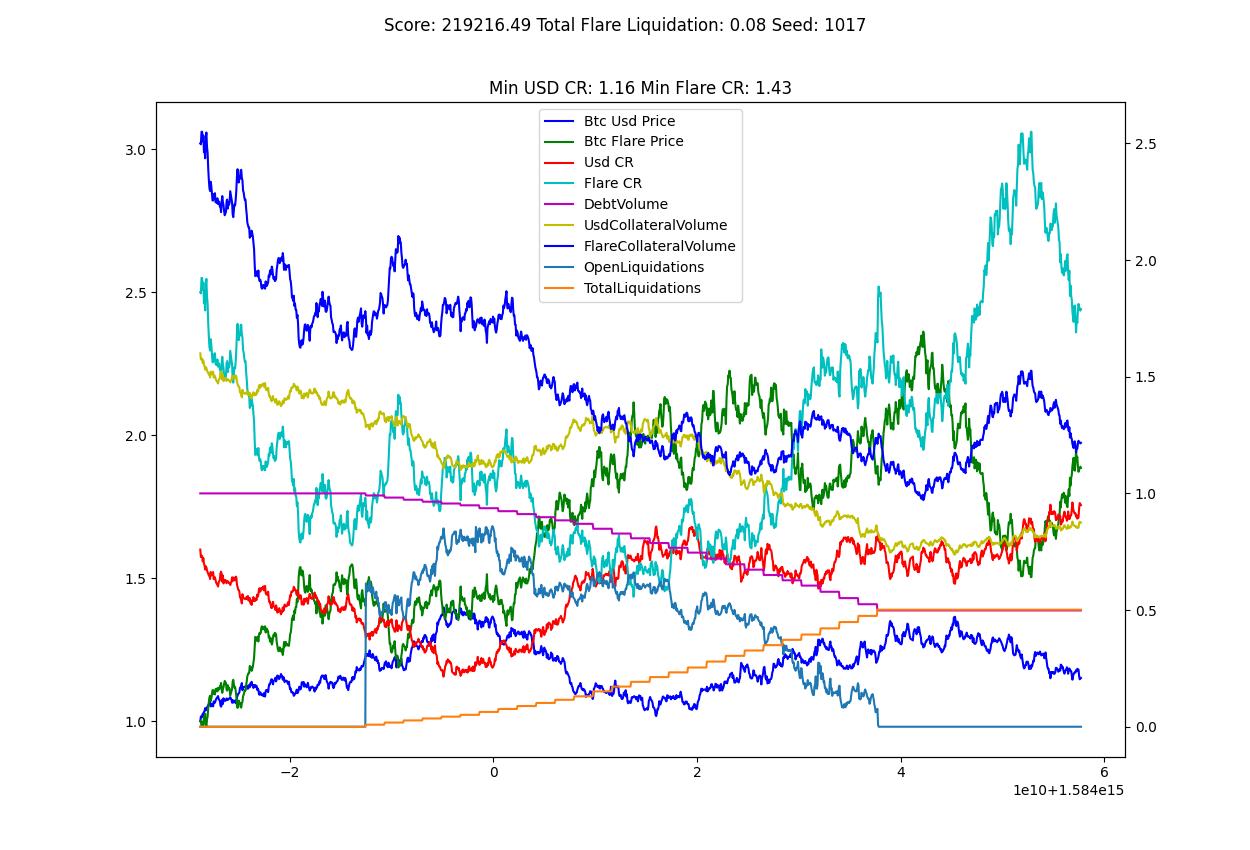 Score: 219216.49 Total Flare Liquidation: 0.08 Seed: 1017
Min USD CR: 1.16 Min Flare CR: 1.43
Btc Usd Price
Btc Flare Price
Usd CR
Flare CR
DebtVolume
UsdCollateralVolume
FlareCollateralVolume
OpenLiquidations
TotalLiquidations
3.0
2.5
2.0
1.5
1.0
2.5
2.0
1.5
1.0
0.5
0.0
−2 0 2 4 6
1e10+1.584e15